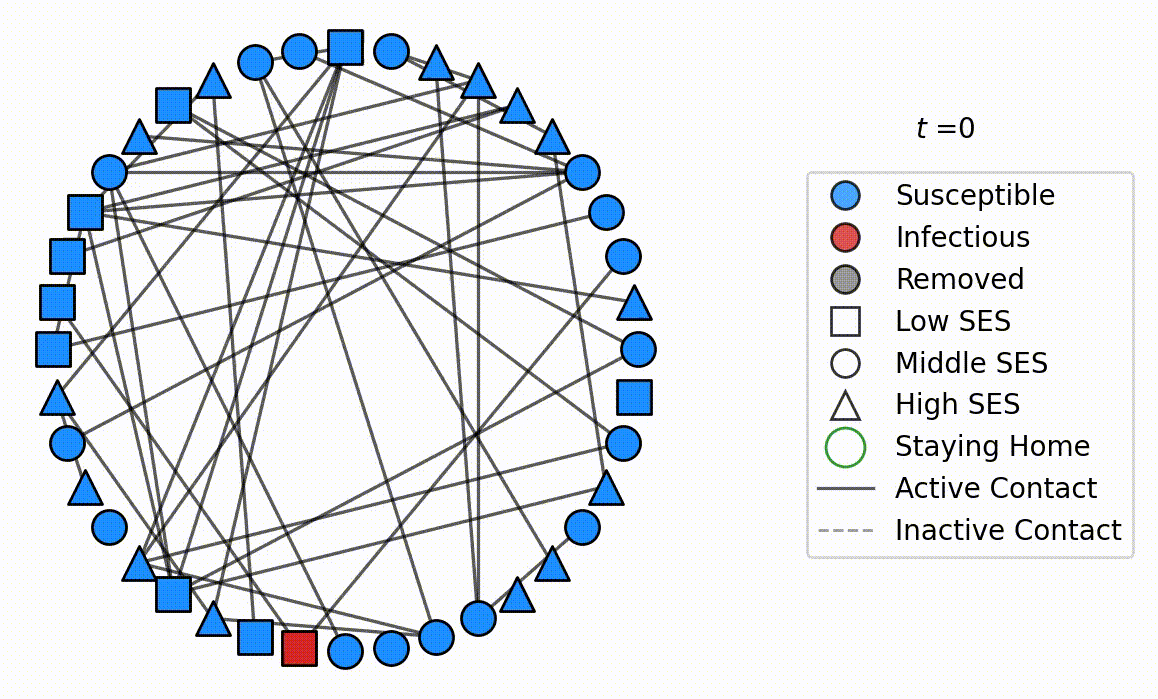 t =0
Susceptible
Infectious
Removed
Low SES
Middle SES
High SES
Staying Home
Active Contact
Inactive Contact